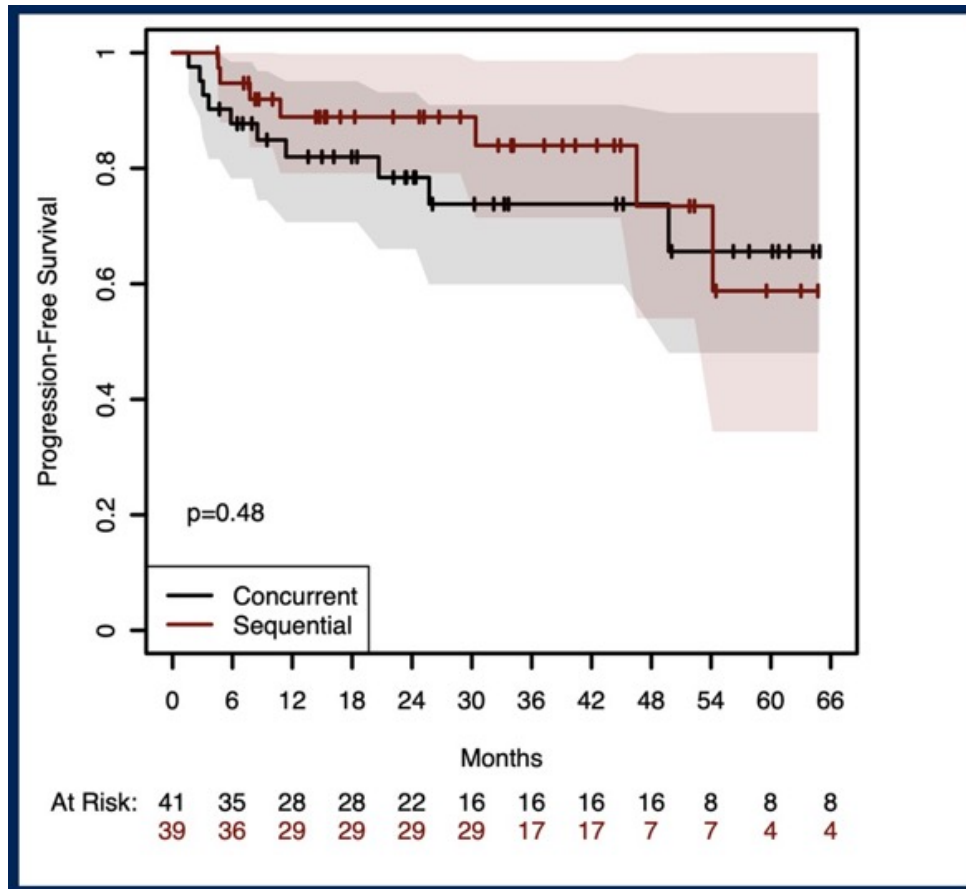 Progression-Free Survival
1
0.8
0.6
0.4
0.2
0
p=0.48
Concurrent
Sequential
0 6 12 18 24 30 36 42 48 54 60 66
Months
At Risk: 41 35 28 28 22 16 16 16 16 8 8 8
39 36 29 29 29 29 17 17 7 7 4 4